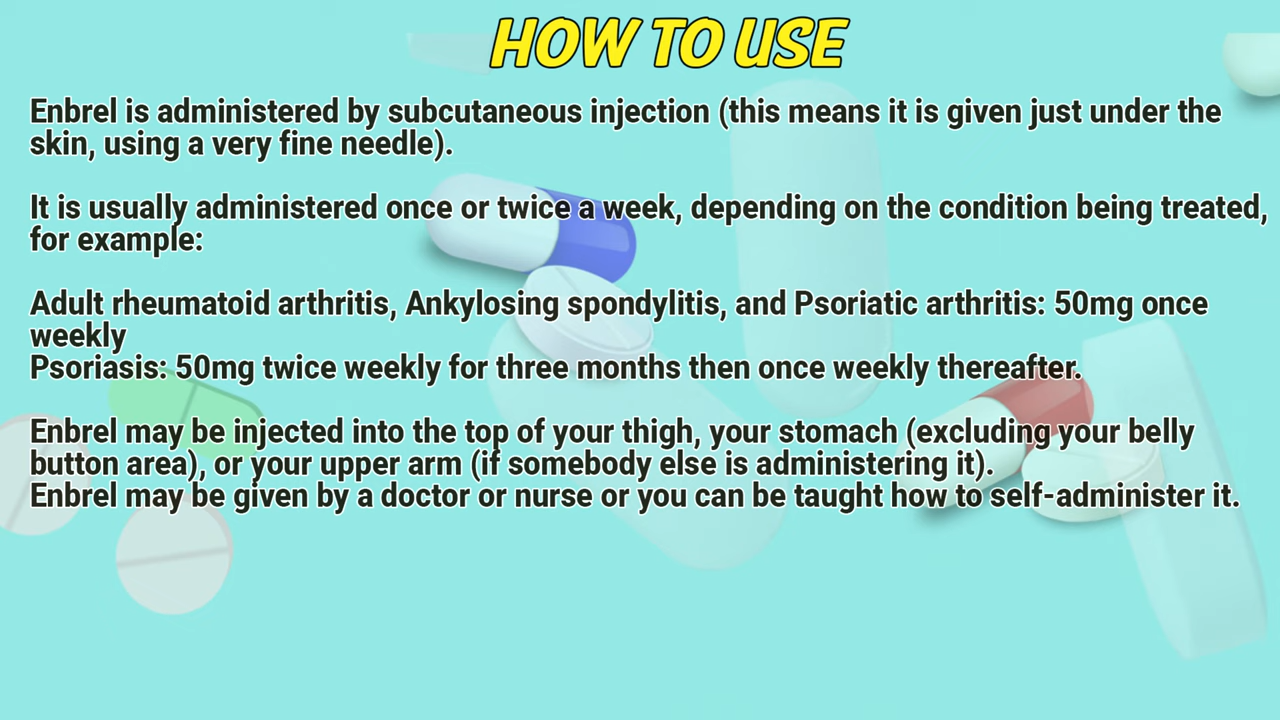 HOW TO USE
Enbrel is administered by subcutaneous injection (this means it is given just under the
skin, using a very fine needle).
It is usually administered once or twice a week, depending on the condition being treated,
for example:
Adult rheumatoid arthritis, Ankylosing spondylitis, and Psoriatic arthritis: 50mg once
weekly
Psoriasis: 50mg twice weekly for three months then once weekly thereafter.
Enbrel may be injected into the top of your thigh, your stomach (excluding your belly
button area), or your upper arm (if somebody else is administering it).
Enbrel may be given by a doctor or nurse or you can be taught how to self-administer it.